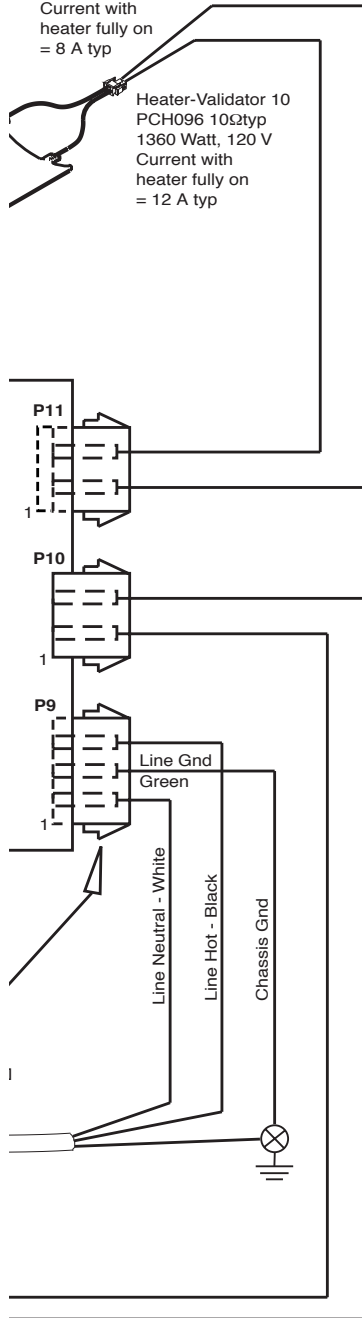 Current with
heater fully on
= 8 A typ
Heater-Validator 10
PCH096 10Ωtyp
1360 Watt, 120 V
Current with
heater fully on
= 12 A typ
P11
1
P10
1
P9
Line Gnd
Green
1
Line Neutral - White
Line Hot - Black
Chassis Gnd